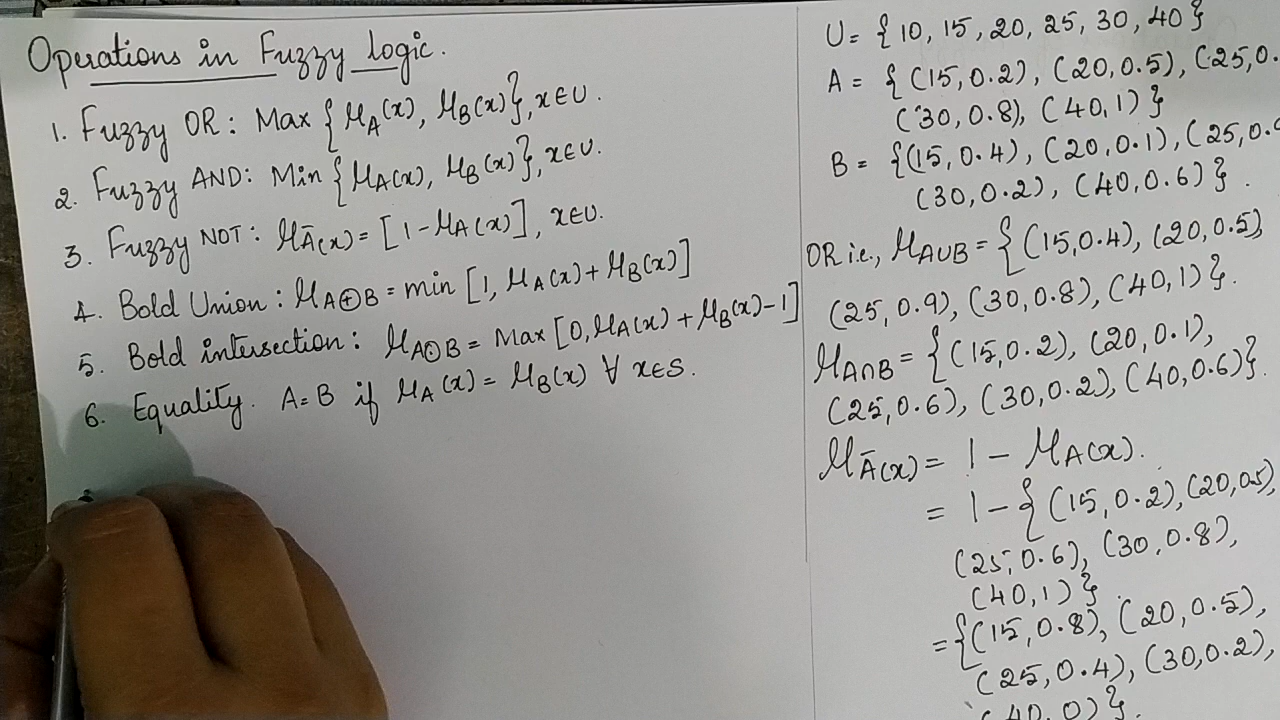 Operations in Fuzzy logic.
1. Fuzzy OR: Max {μA(x), μB(x)}, x∈U.
2. Fuzzy AND: Min {μA(x), μB(x)}, x∈U.
3. Fuzzy NOT: μĀ(x) = [1-μA(x)], x∈U.
4. Bold Union: μA⊕B = min [1, μA(x) + μB(x)]
5. Bold intersection: μA⊙B = Max [0, μA(x) + μB(x)-1]
6. Equality. A=B if μA(x) = μB(x) ∀ x∈S.
U = {10, 15, 20, 25, 30, 40}
A = {(15,0.2), (20,0.5), (25,0.
(30,0.8), (40,1)}
B = {(15,0.4), (20,0.1), (25,0.
(30,0.2), (40,0.6)}.
OR i.e., μA∪B = {(15,0.4), (20,0.5),
(25,0.9), (30,0.8), (40,1)}.
μA∩B = {(15,0.2), (20,0.1),
(25,0.6), (30,0.2), (40,0.6)}.
μĀ(x) = 1 - μA(x).
= 1-{(15,0.2), (20,0.5),
(25,0.6), (30,0.8),
(40,1)}
={(15,0.8), (20,0.5),
(25,0.4), (30,0.2),
(40,0)}.